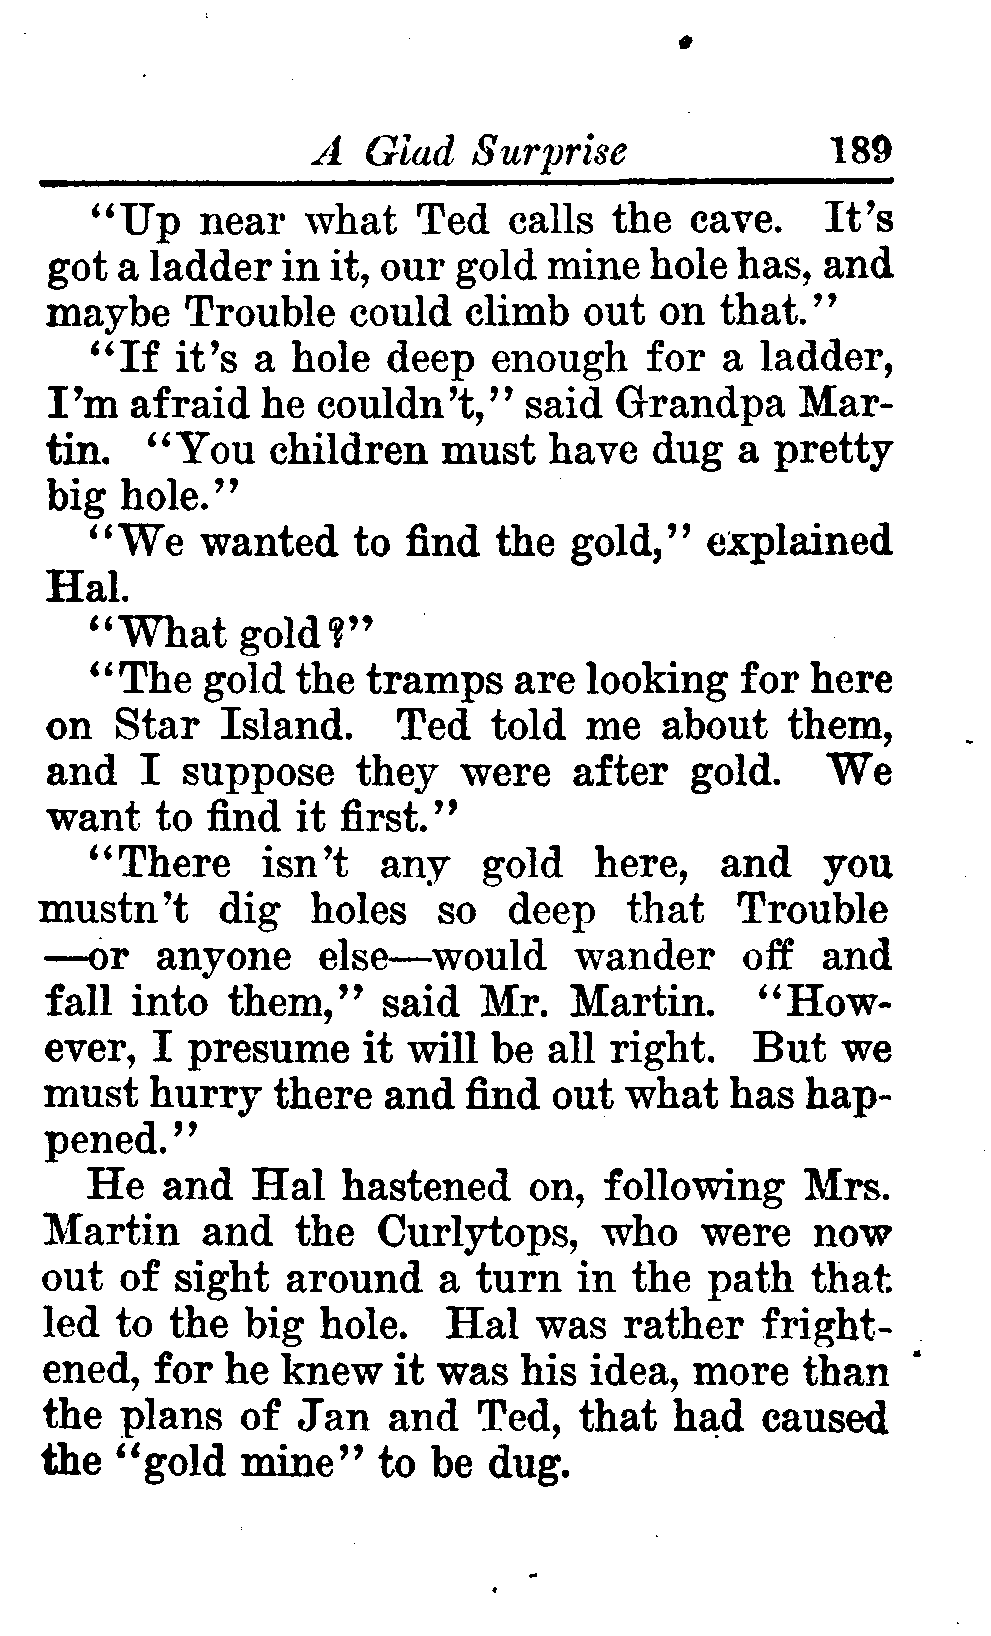 A Glad Surprise 189
"Up near what Ted calls the cave. It's
got a ladder in it, our gold mine hole has, and
maybe Trouble could climb out on that."
"If it's a hole deep enough for a ladder,
I'm afraid he couldn't," said Grandpa Mar-
tin. "You children must have dug a pretty
big hole."
"We wanted to find the gold," explained
Hal.
"What gold?"
"The gold the tramps are looking for here
on Star Island. Ted told me about them,
and I suppose they were after gold. We
want to find it first."
"There isn't any gold here, and you
mustn't dig holes so deep that Trouble
—or anyone else—would wander off and
fall into them," said Mr. Martin. "How-
ever, I presume it will be all right. But we
must hurry there and find out what has hap-
pened."
He and Hal hastened on, following Mrs.
Martin and the Curlytops, who were now
out of sight around a turn in the path that
led to the big hole. Hal was rather fright-
ened, for he knew it was his idea, more than
the plans of Jan and Ted, that had caused
the "gold mine" to be dug.